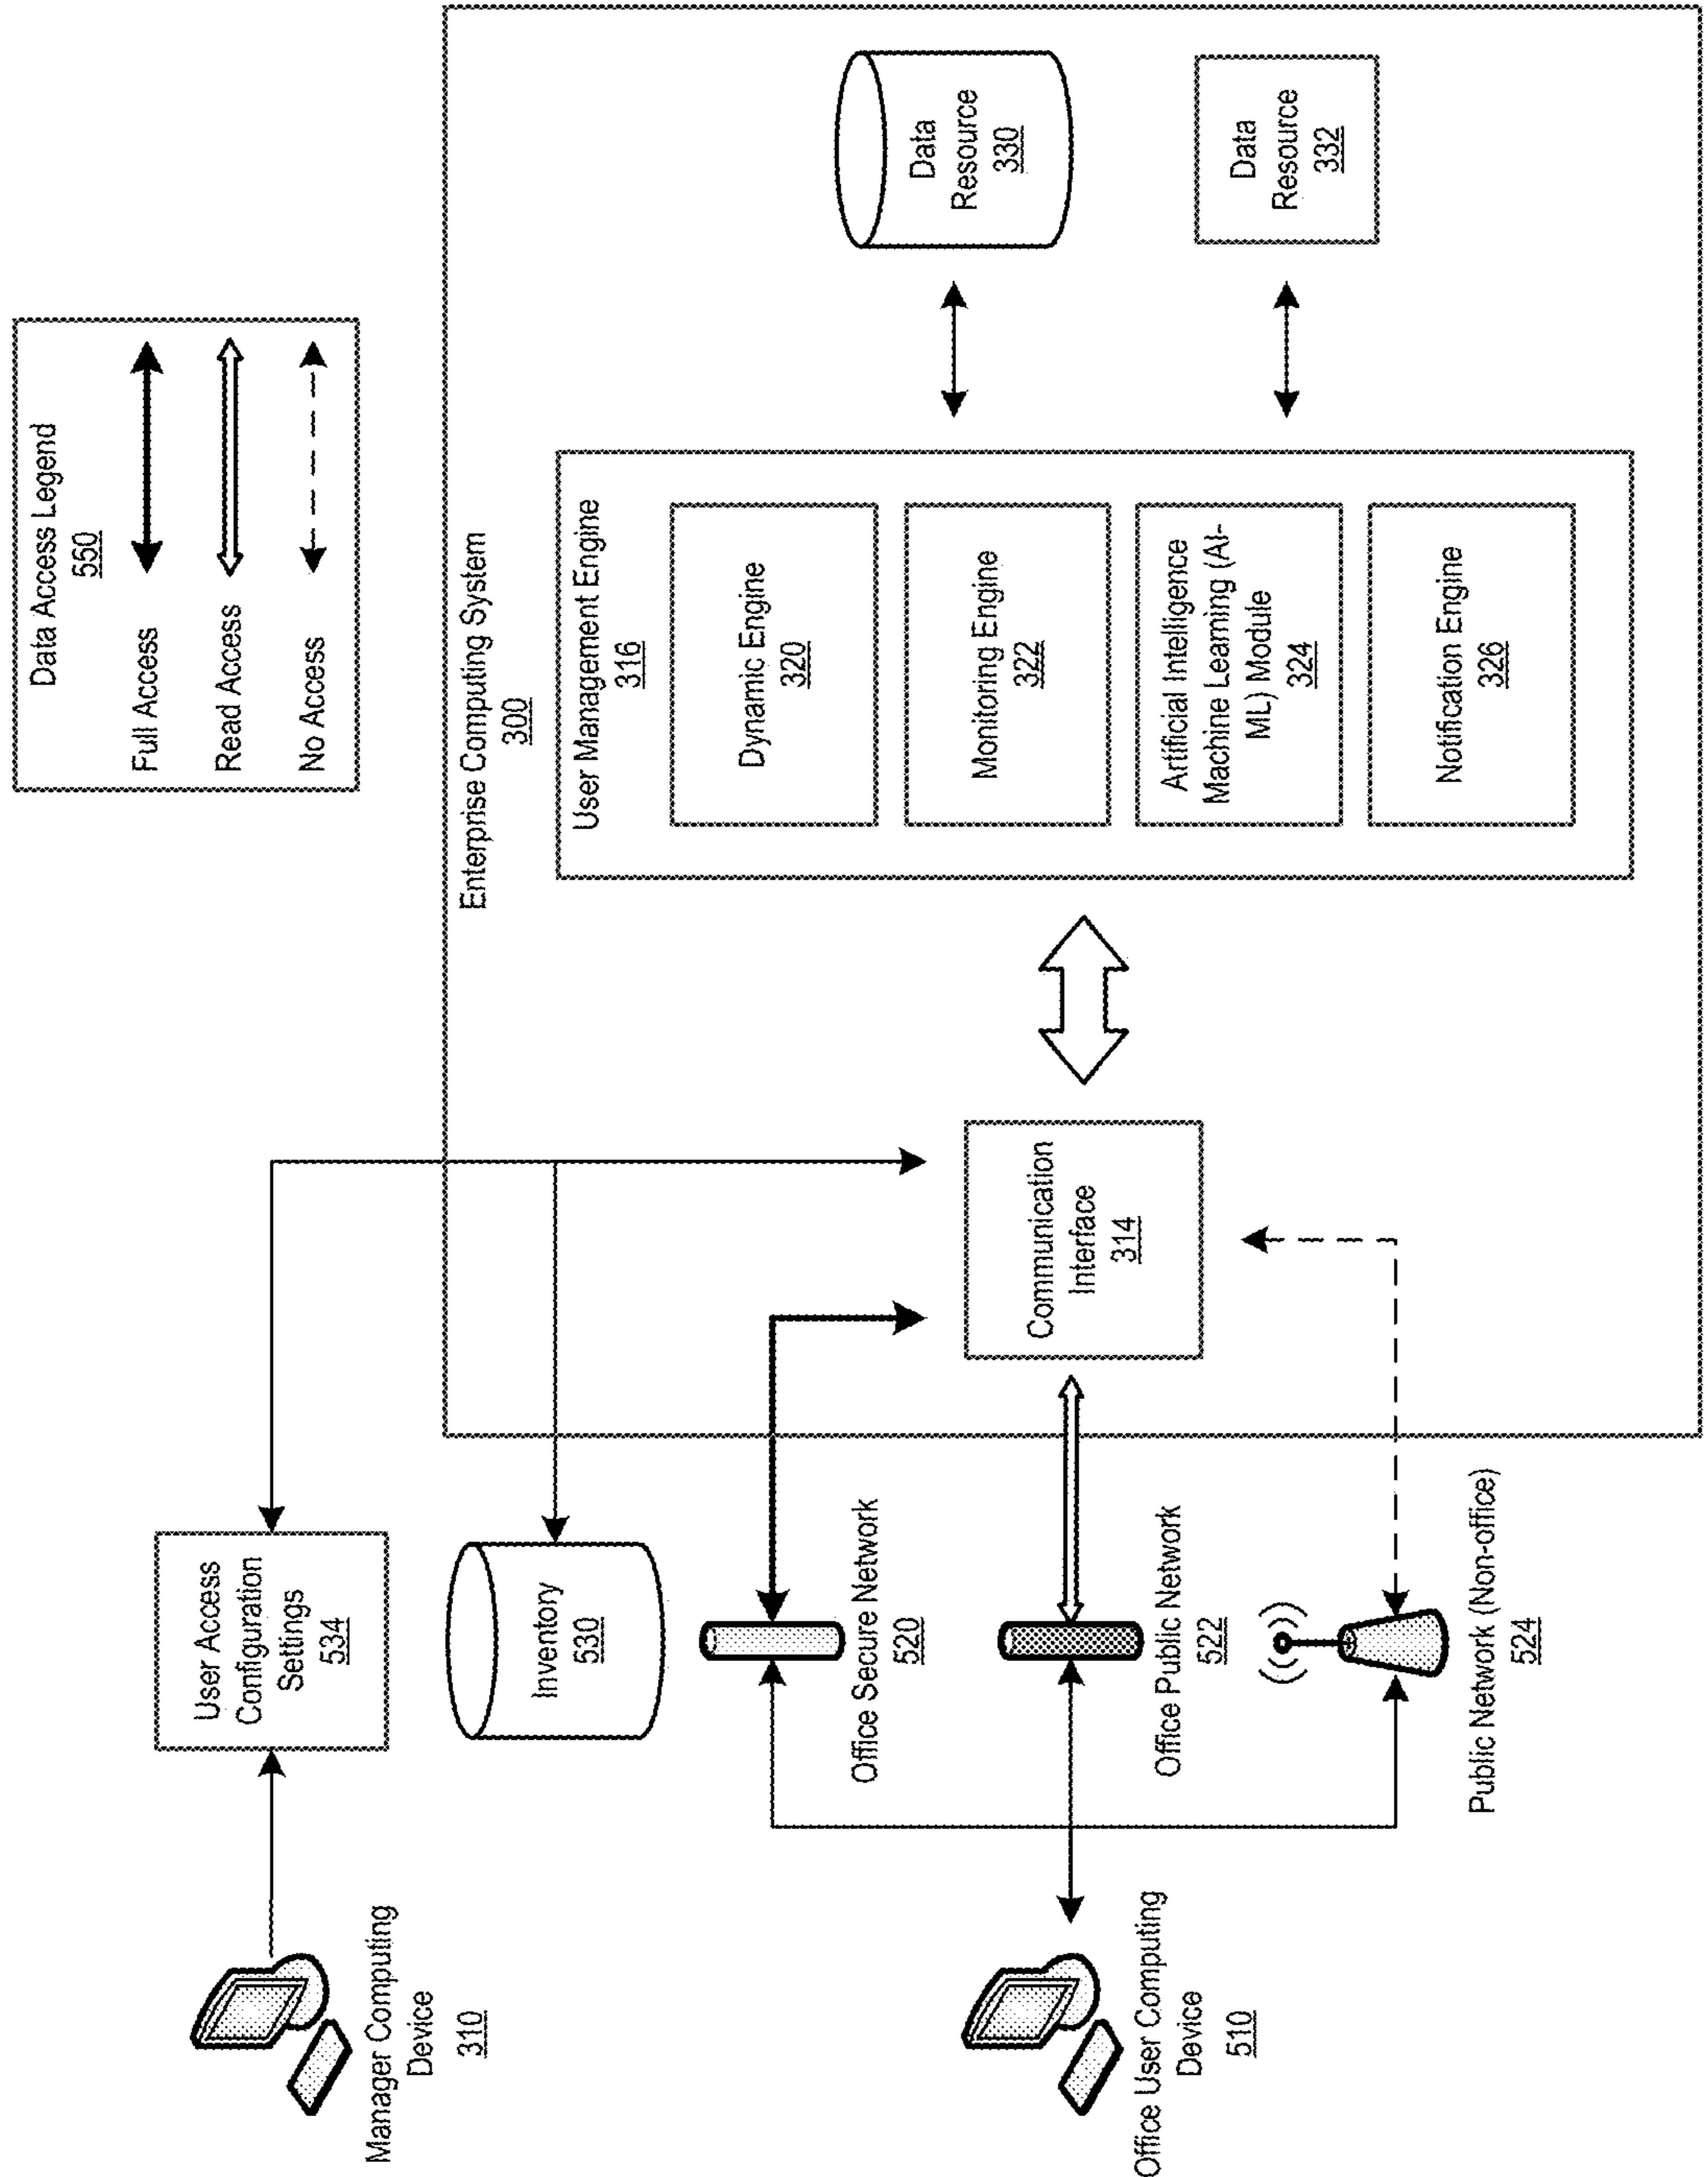 Data Access Legend
550
Full Access
Read Access
No Access
Manager Computing
Device
310
User Access
Configuration
Settings
534
Inventory
530
Office Secure Network
520
Office User Computing
Device
510
Office Public Network
522
Public Network (Non-office)
524
Enterprise Computing System
300
Communication
Interface
314
User Management Engine
316
Dynamic Engine
320
Monitoring Engine
322
Artificial Intelligence
Machine Learning (AI-
ML) Module
324
Notification Engine
326
Data
Resource
330
Data
Resource
332